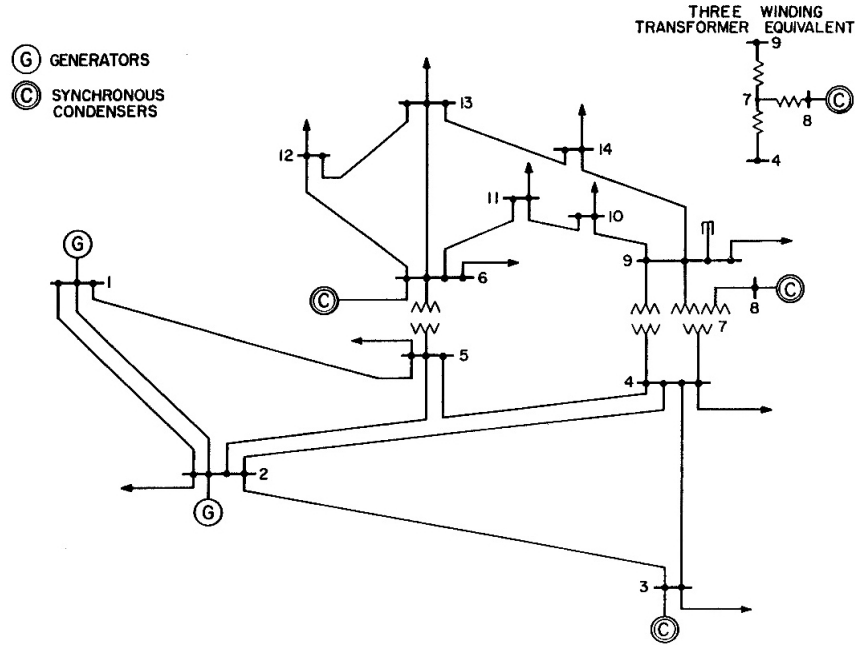 THREE WINDING
TRANSFORMER EQUIVALENT
9
7
C
8
4
G GENERATORS
C SYNCHRONOUS
CONDENSERS
13
12
14
11
10
G
1
6
9
C
8
C
7
5
4
2
G
3
C